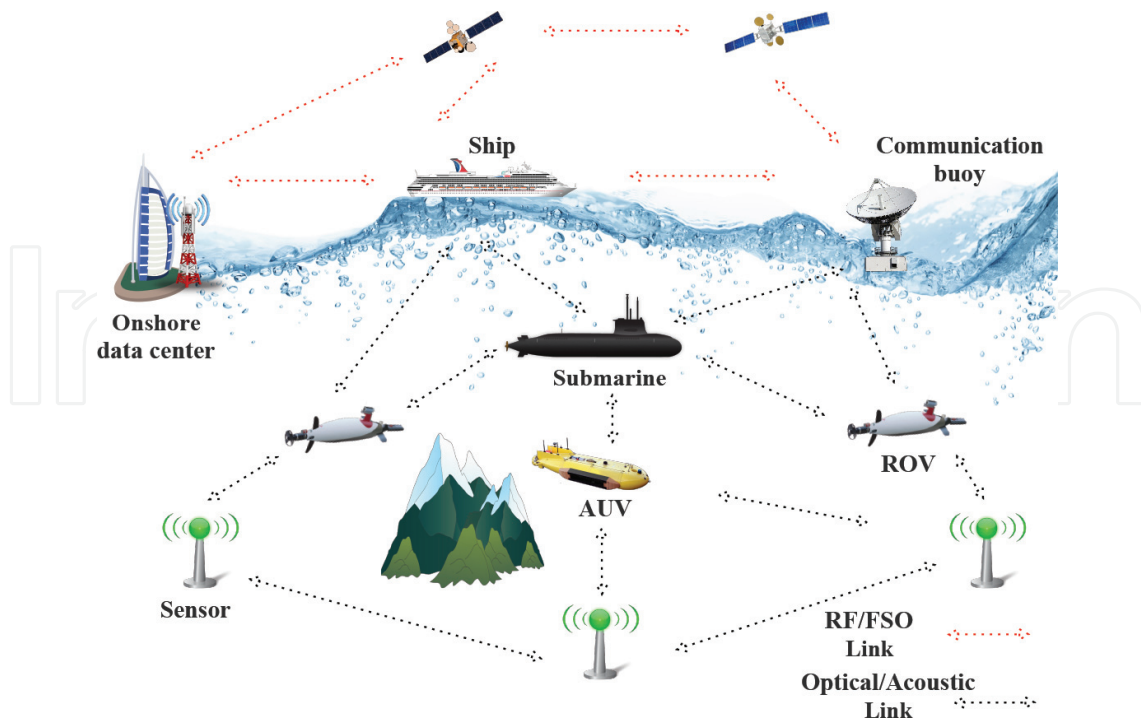 Ship
Communication
buoy
Onshore
data center
Submarine
ROV
AUV
Sensor
RF/FSO
Link
Optical/Acoustic
Link